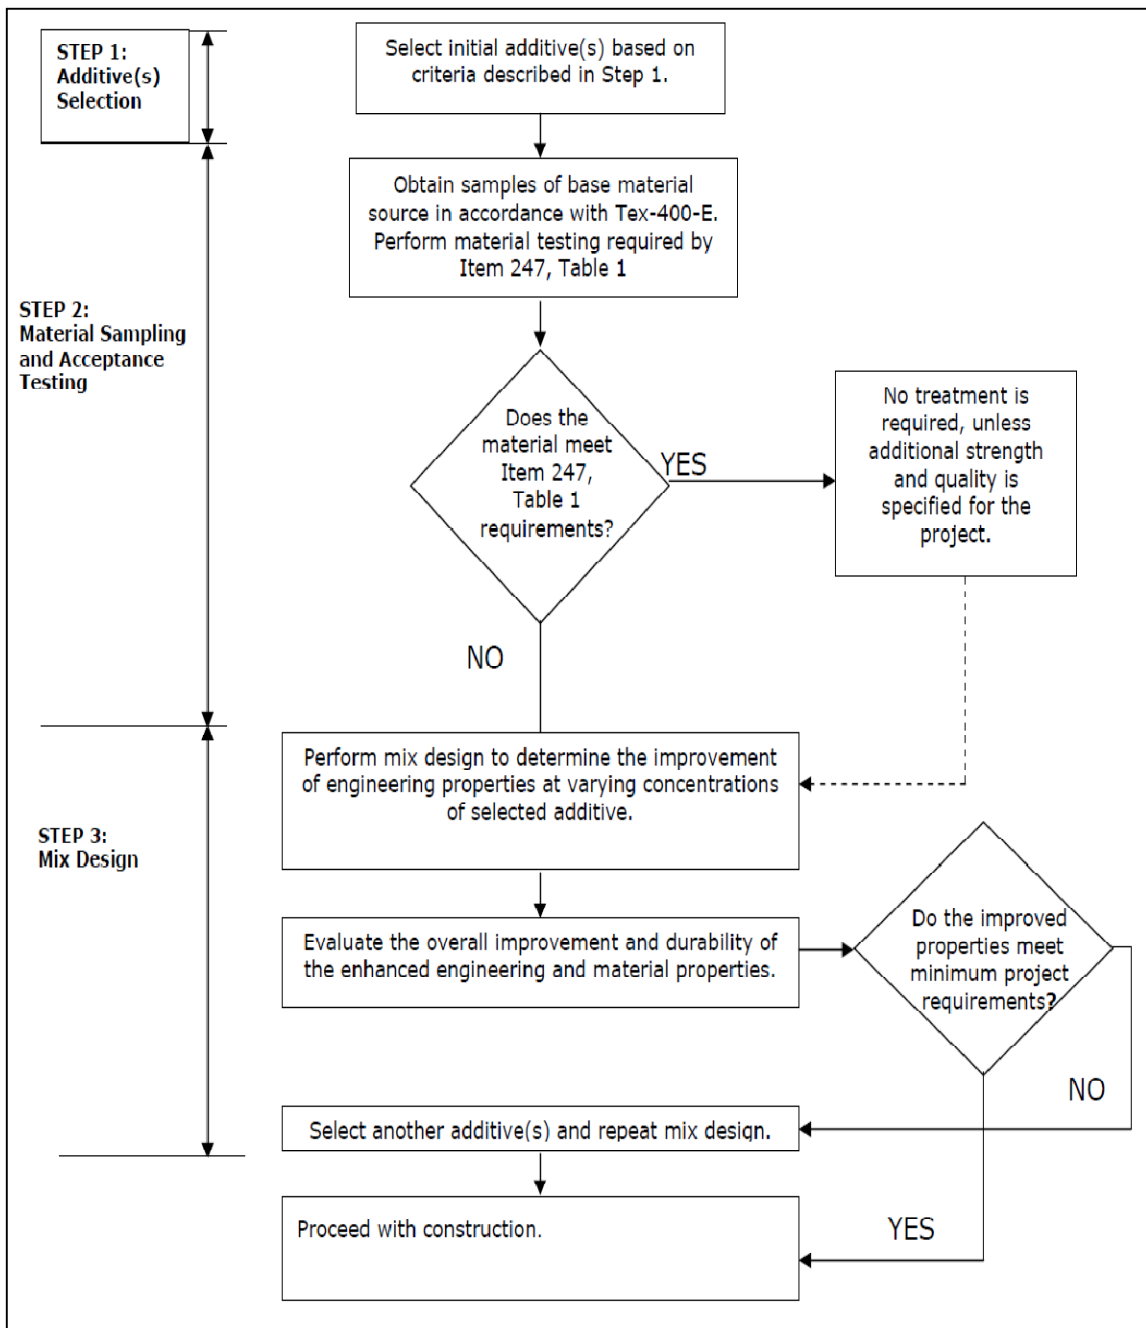 STEP 1:
Additive(s)
Selection
Select initial additive(s) based on
criteria described in Step 1.
Obtain samples of base material
source in accordance with Tex-400-E.
Perform material testing required by
Item 247, Table 1
STEP 2:
Material Sampling
and Acceptance
Testing
Does the
material meet
Item 247,
Table 1
requirements?
YES
No treatment is
required, unless
additional strength
and quality is
specified for the
project.
NO
Perform mix design to determine the improvement
of engineering properties at varying concentrations
of selected additive.
STEP 3:
Mix Design
Evaluate the overall improvement and durability of
the enhanced engineering and material properties.
Do the improved
properties meet
minimum project
requirements?
NO
Select another additive(s) and repeat mix design.
YES
Proceed with construction.